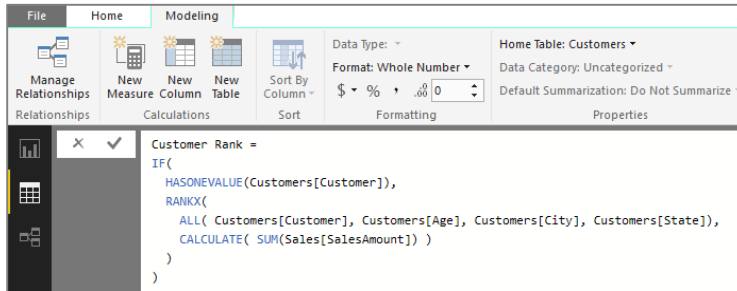 File Home Modeling
Manage Relationships
New Measure
New Column
New Table
Sort By Column
Data Type:
Format: Whole Number
$ % , .00 0
Home Table: Customers
Data Category: Uncategorized
Default Summarization: Do Not Summarize
Relationships Calculations Sort Formatting Properties
Customer Rank =
IF(
HASONEVALUE(Customers[Customer]),
RANKX(
ALL( Customers[Customer], Customers[Age], Customers[City], Customers[State]),
CALCULATE( SUM(Sales[SalesAmount]) )
)
)